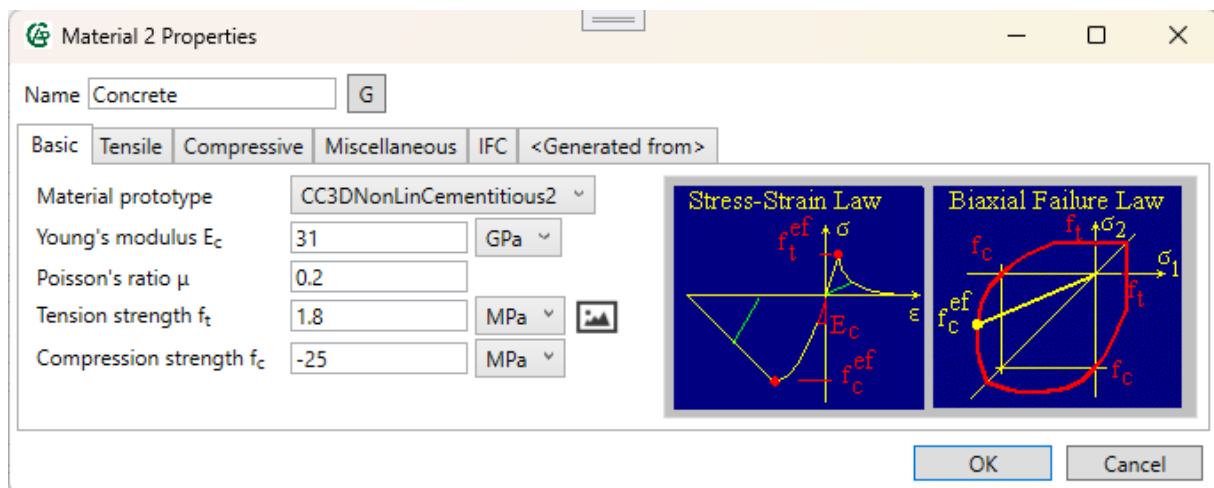 Material 2 Properties
Name Concrete G
Basic Tensile Compressive Miscellaneous IFC <Generated from>
Material prototype CC3DNonLinCementitious2
Young's modulus Ec 31 GPa
Poisson's ratio μ 0.2
Tension strength ft 1.8 MPa
Compression strength fc -25 MPa
Stress-Strain Law
ftef σ
ε
Ec
fcef
Biaxial Failure Law
ft σ2
fc
σ1
ft
fcef
fc
OK Cancel